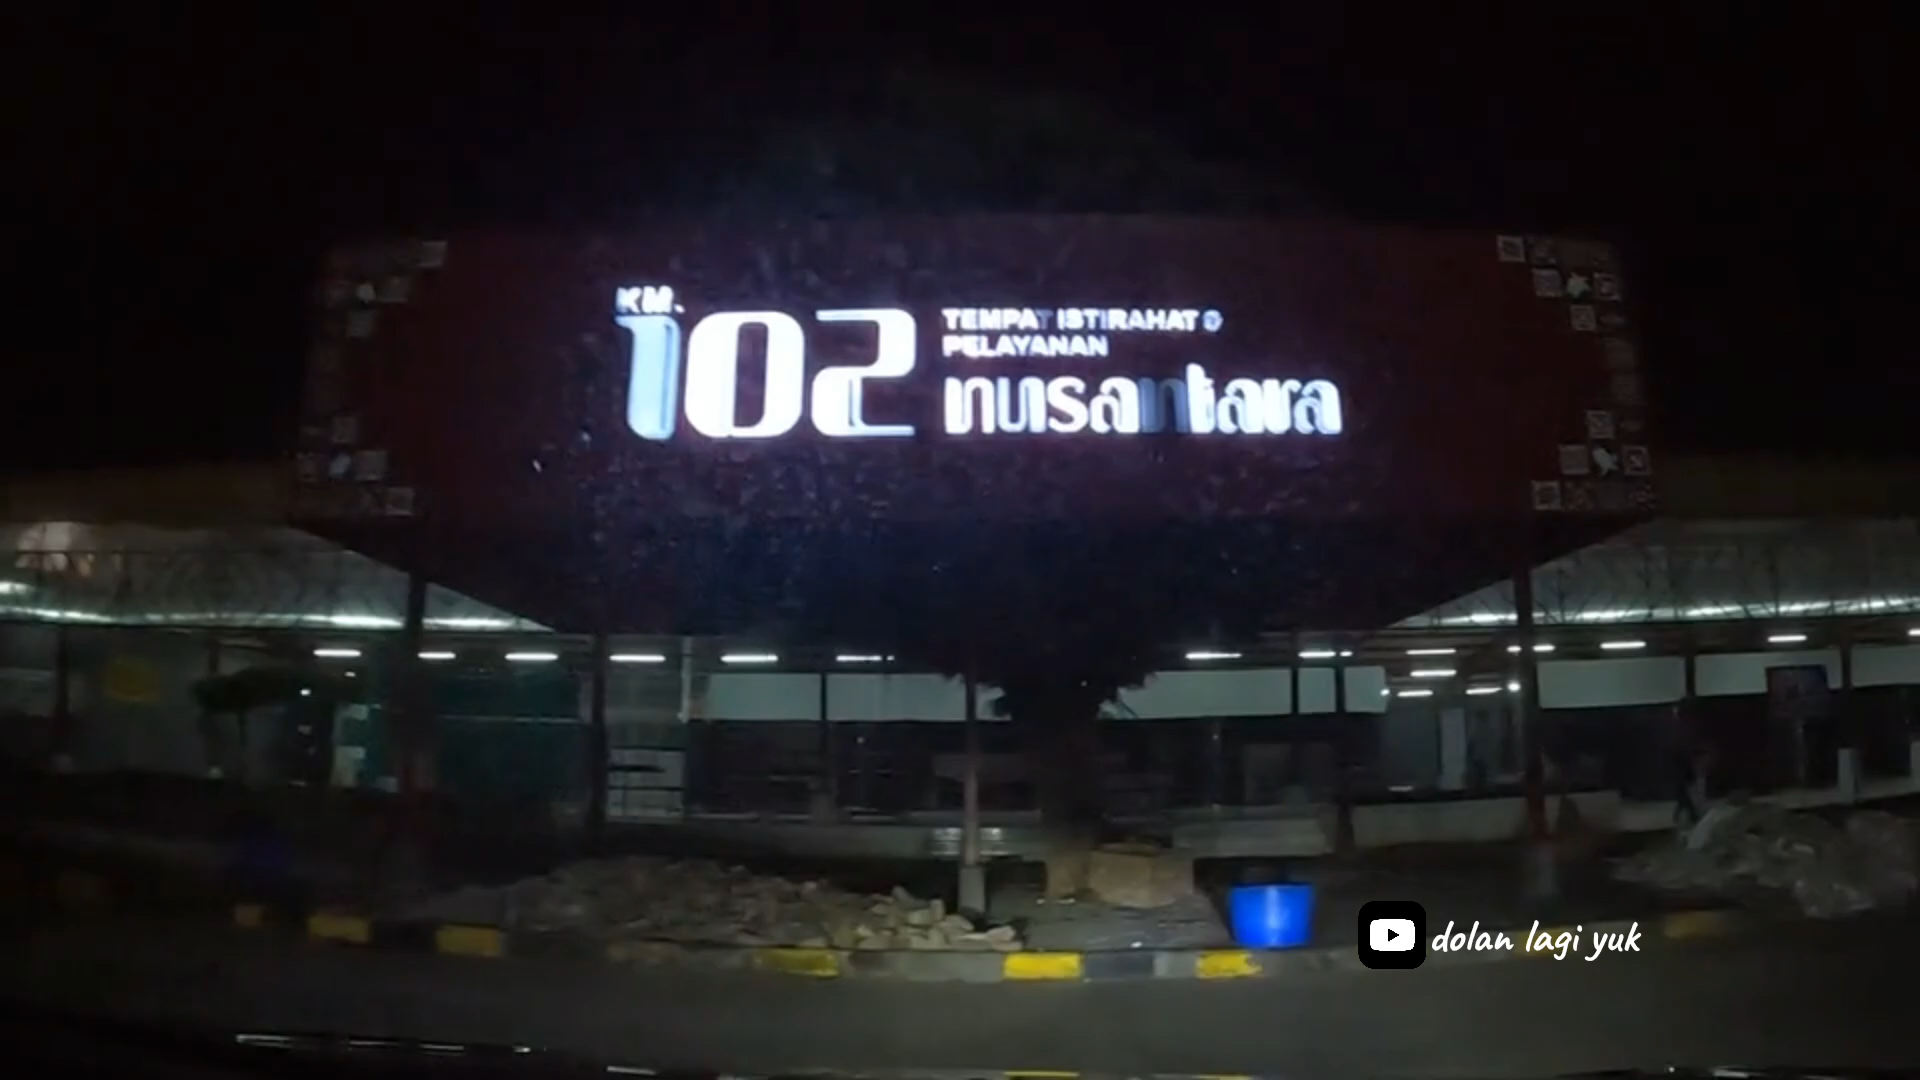 KM.
102
TEMPAT ISTIRAHAT &
PELAYANAN
nusantara
dolan lagi yuk